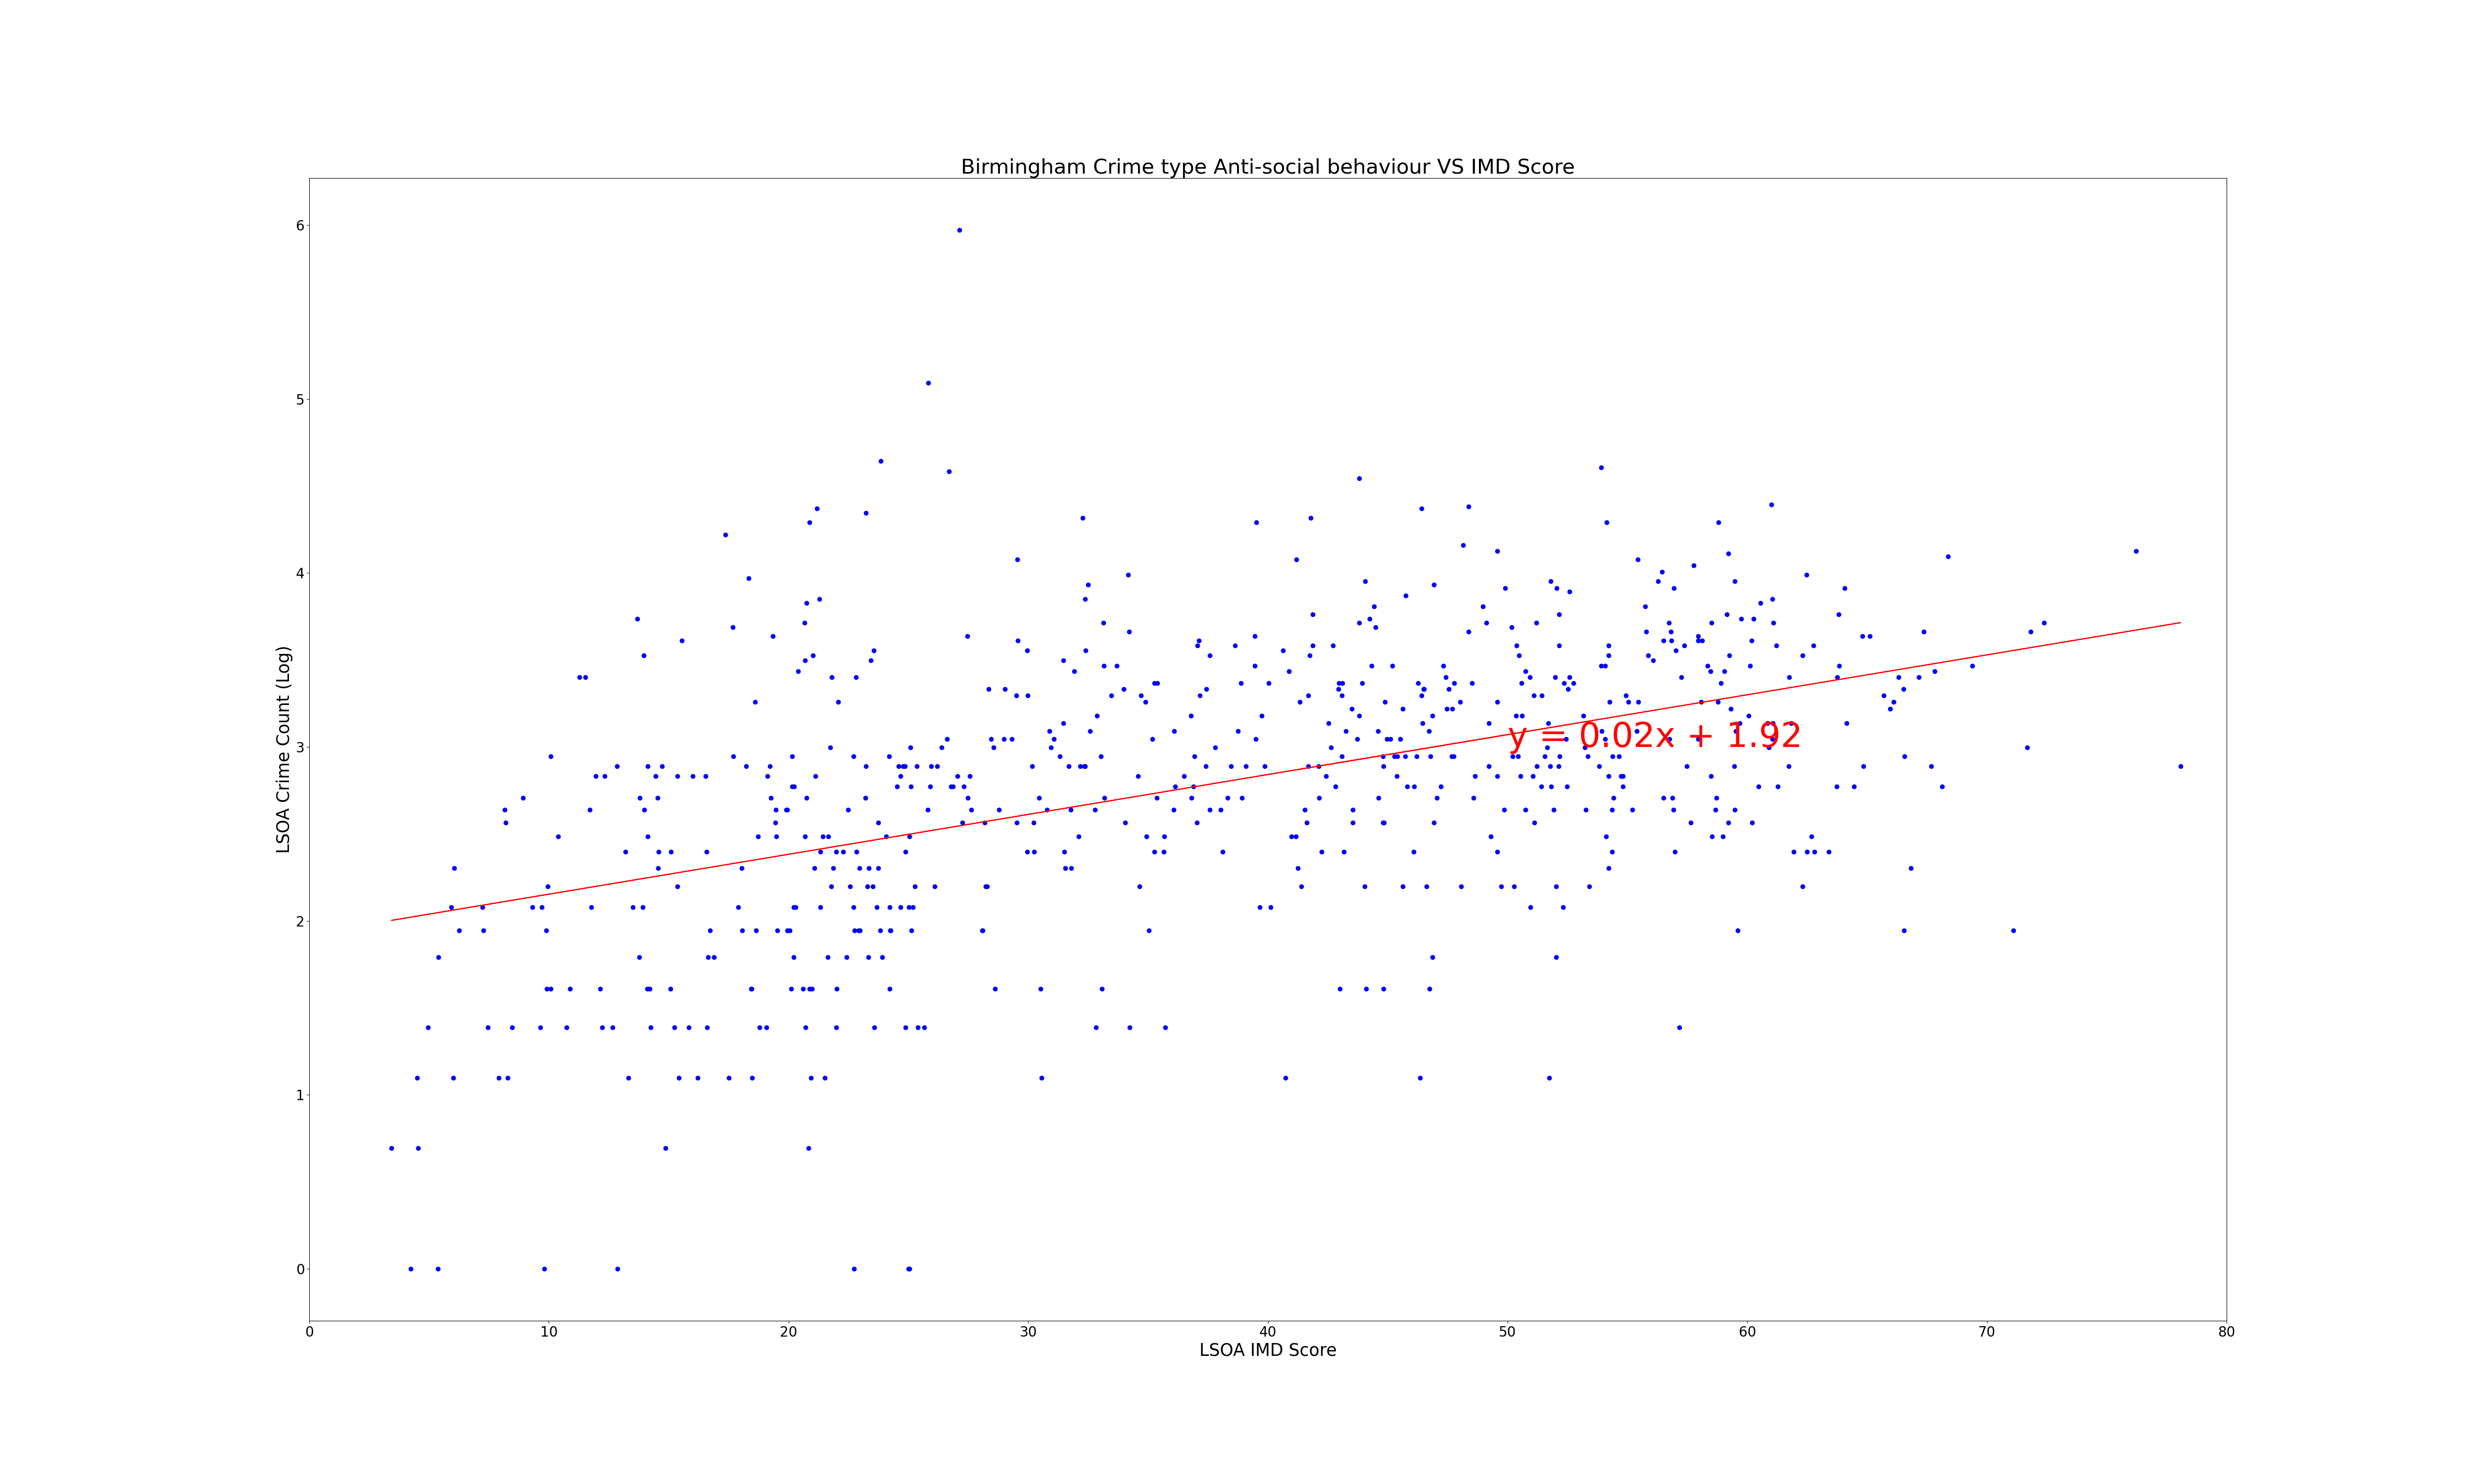 Birmingham Crime type Anti-social behaviour VS IMD Score
6
5
4
3
2
1
0
LSOA Crime Count (Log)
y = 0.02x + 1.92
0 10 20 30 40 50 60 70 80
LSOA IMD Score